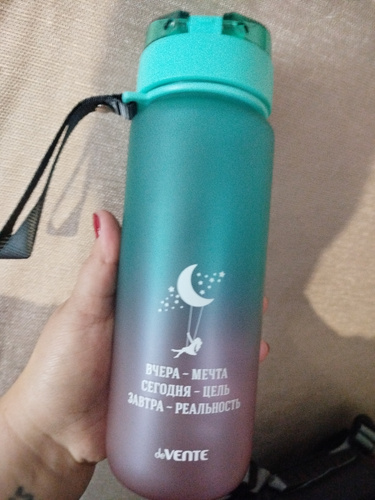 ВЧЕРА – МЕЧТА
СЕГОДНЯ – ЦЕЛЬ
ЗАВТРА – РЕАЛЬНОСТЬ
deVENTE